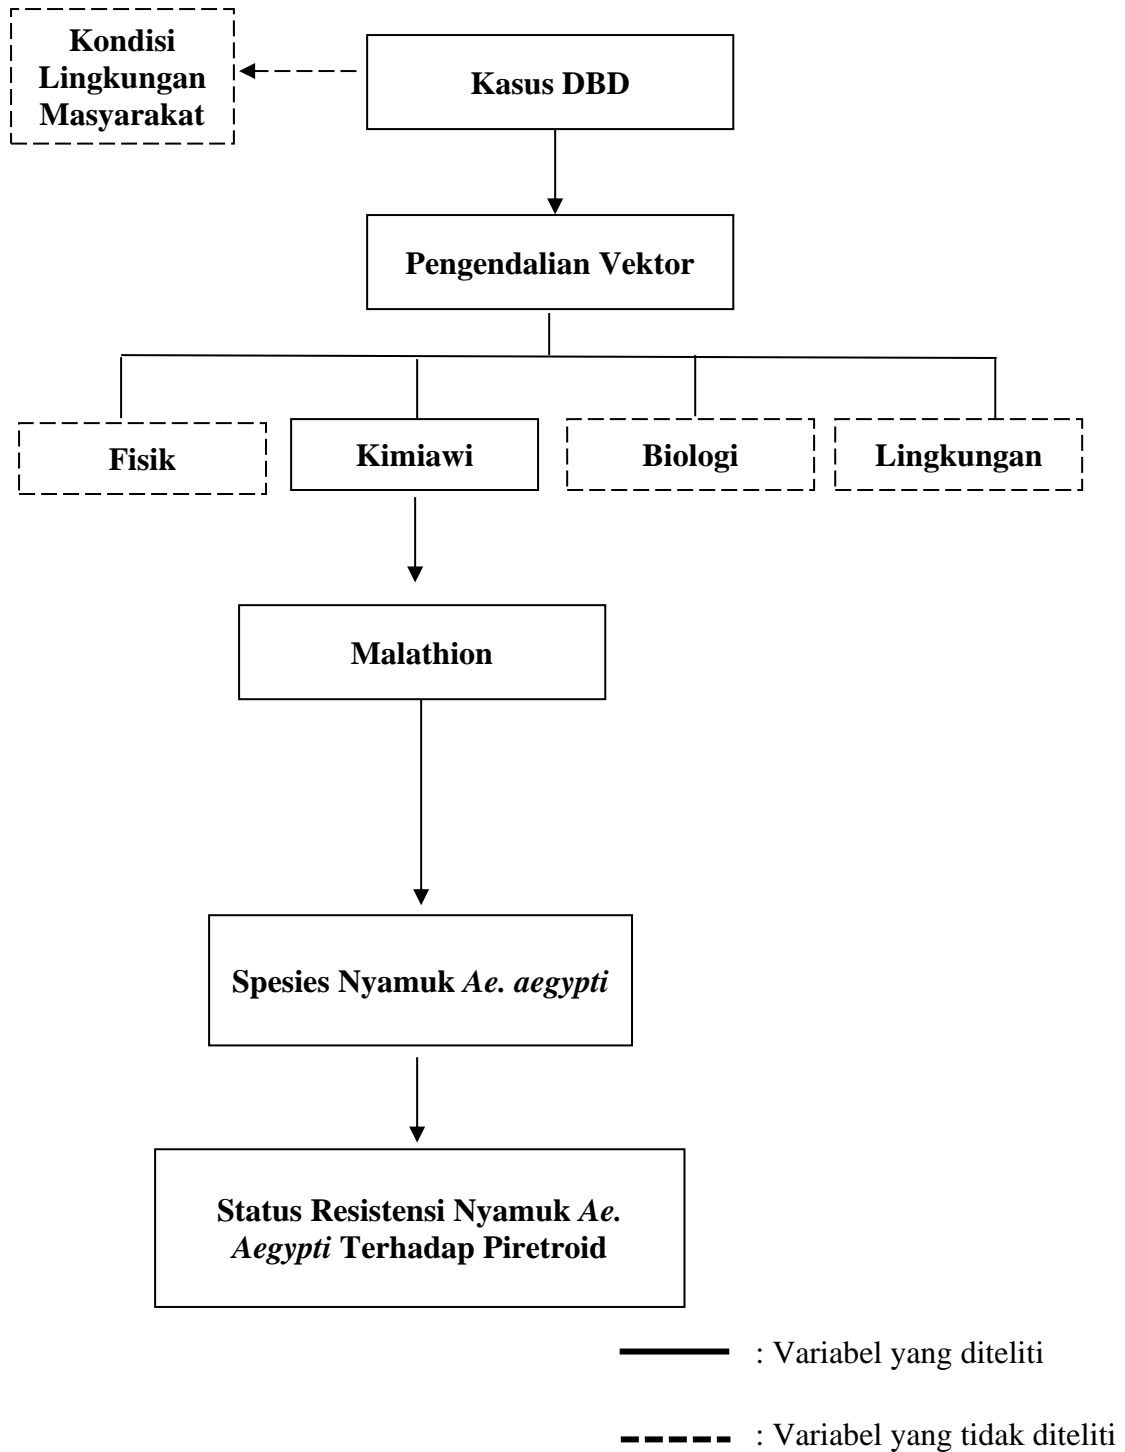 Kondisi
Lingkungan
Masyarakat
Kasus DBD
Pengendalian Vektor
Fisik
Kimiawi
Biologi
Lingkungan
Malathion
Spesies Nyamuk Ae. aegypti
Status Resistensi Nyamuk Ae.
Aegypti Terhadap Piretroid
: Variabel yang diteliti
: Variabel yang tidak diteliti